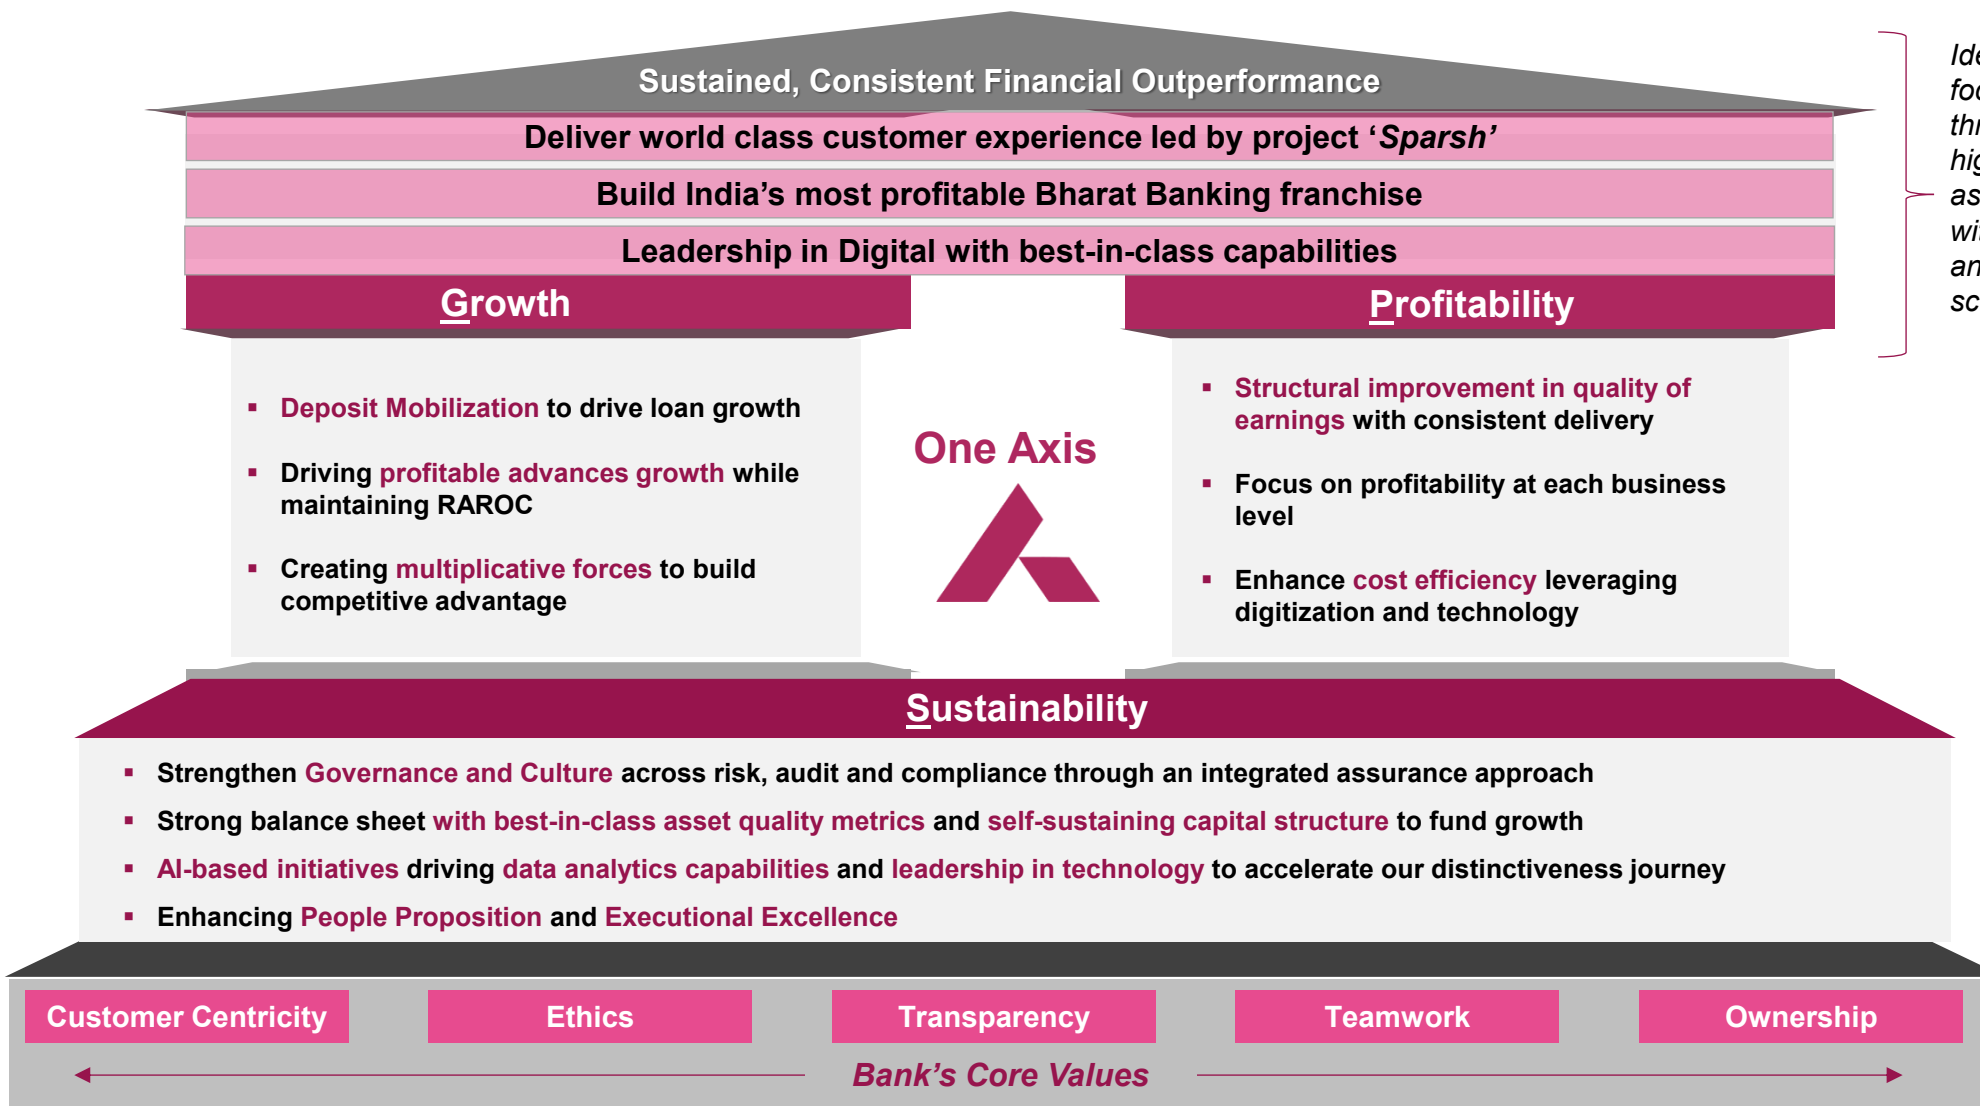 Sustained, Consistent Financial Outperformance
Deliver world class customer experience led by project ‘Sparsh’
Build India’s most profitable Bharat Banking franchise
Leadership in Digital with best-in-class capabilities
Growth
▪ Deposit Mobilization to drive loan growth
▪ Driving profitable advances growth while
maintaining RAROC
▪ Creating multiplicative forces to build
competitive advantage
One Axis
Profitability
▪ Structural improvement in quality of
earnings with consistent delivery
▪ Focus on profitability at each business
level
▪ Enhance cost efficiency leveraging
digitization and technology
Sustainability
▪ Strengthen Governance and Culture across risk, audit and compliance through an integrated assurance approach
▪ Strong balance sheet with best-in-class asset quality metrics and self-sustaining capital structure to fund growth
▪ AI-based initiatives driving data analytics capabilities and leadership in technology to accelerate our distinctiveness journey
▪ Enhancing People Proposition and Executional Excellence
Customer Centricity
Ethics
Transparency
Teamwork
Ownership
Bank’s Core Values